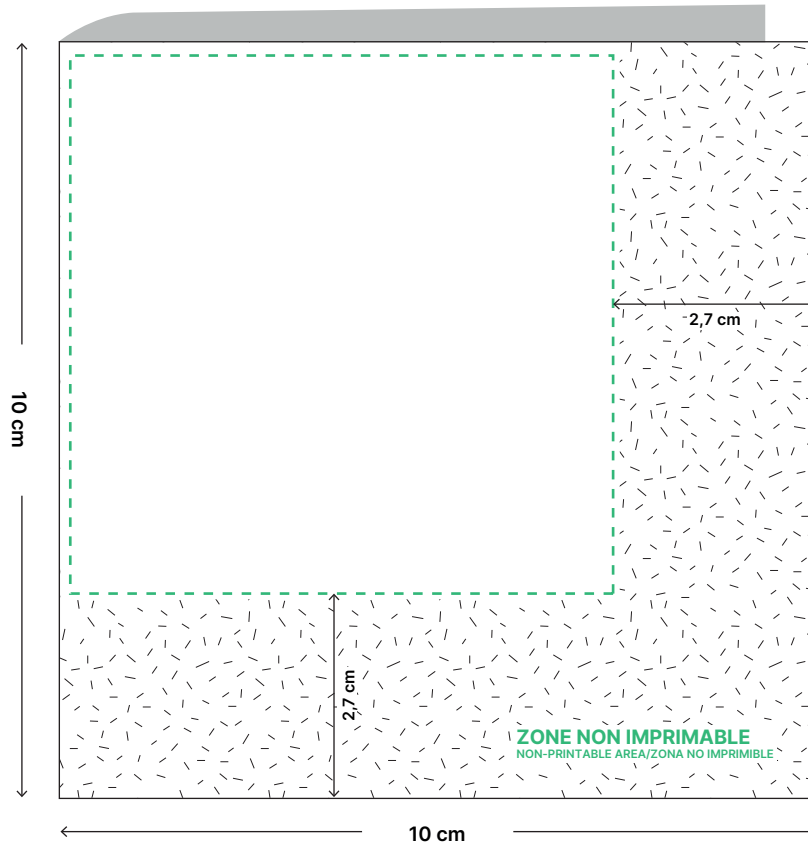 2,7 cm
10 cm
2,7 cm
ZONE NON IMPRIMABLE
NON-PRINTABLE AREA/ZONA NO IMPRIMIBLE
10 cm